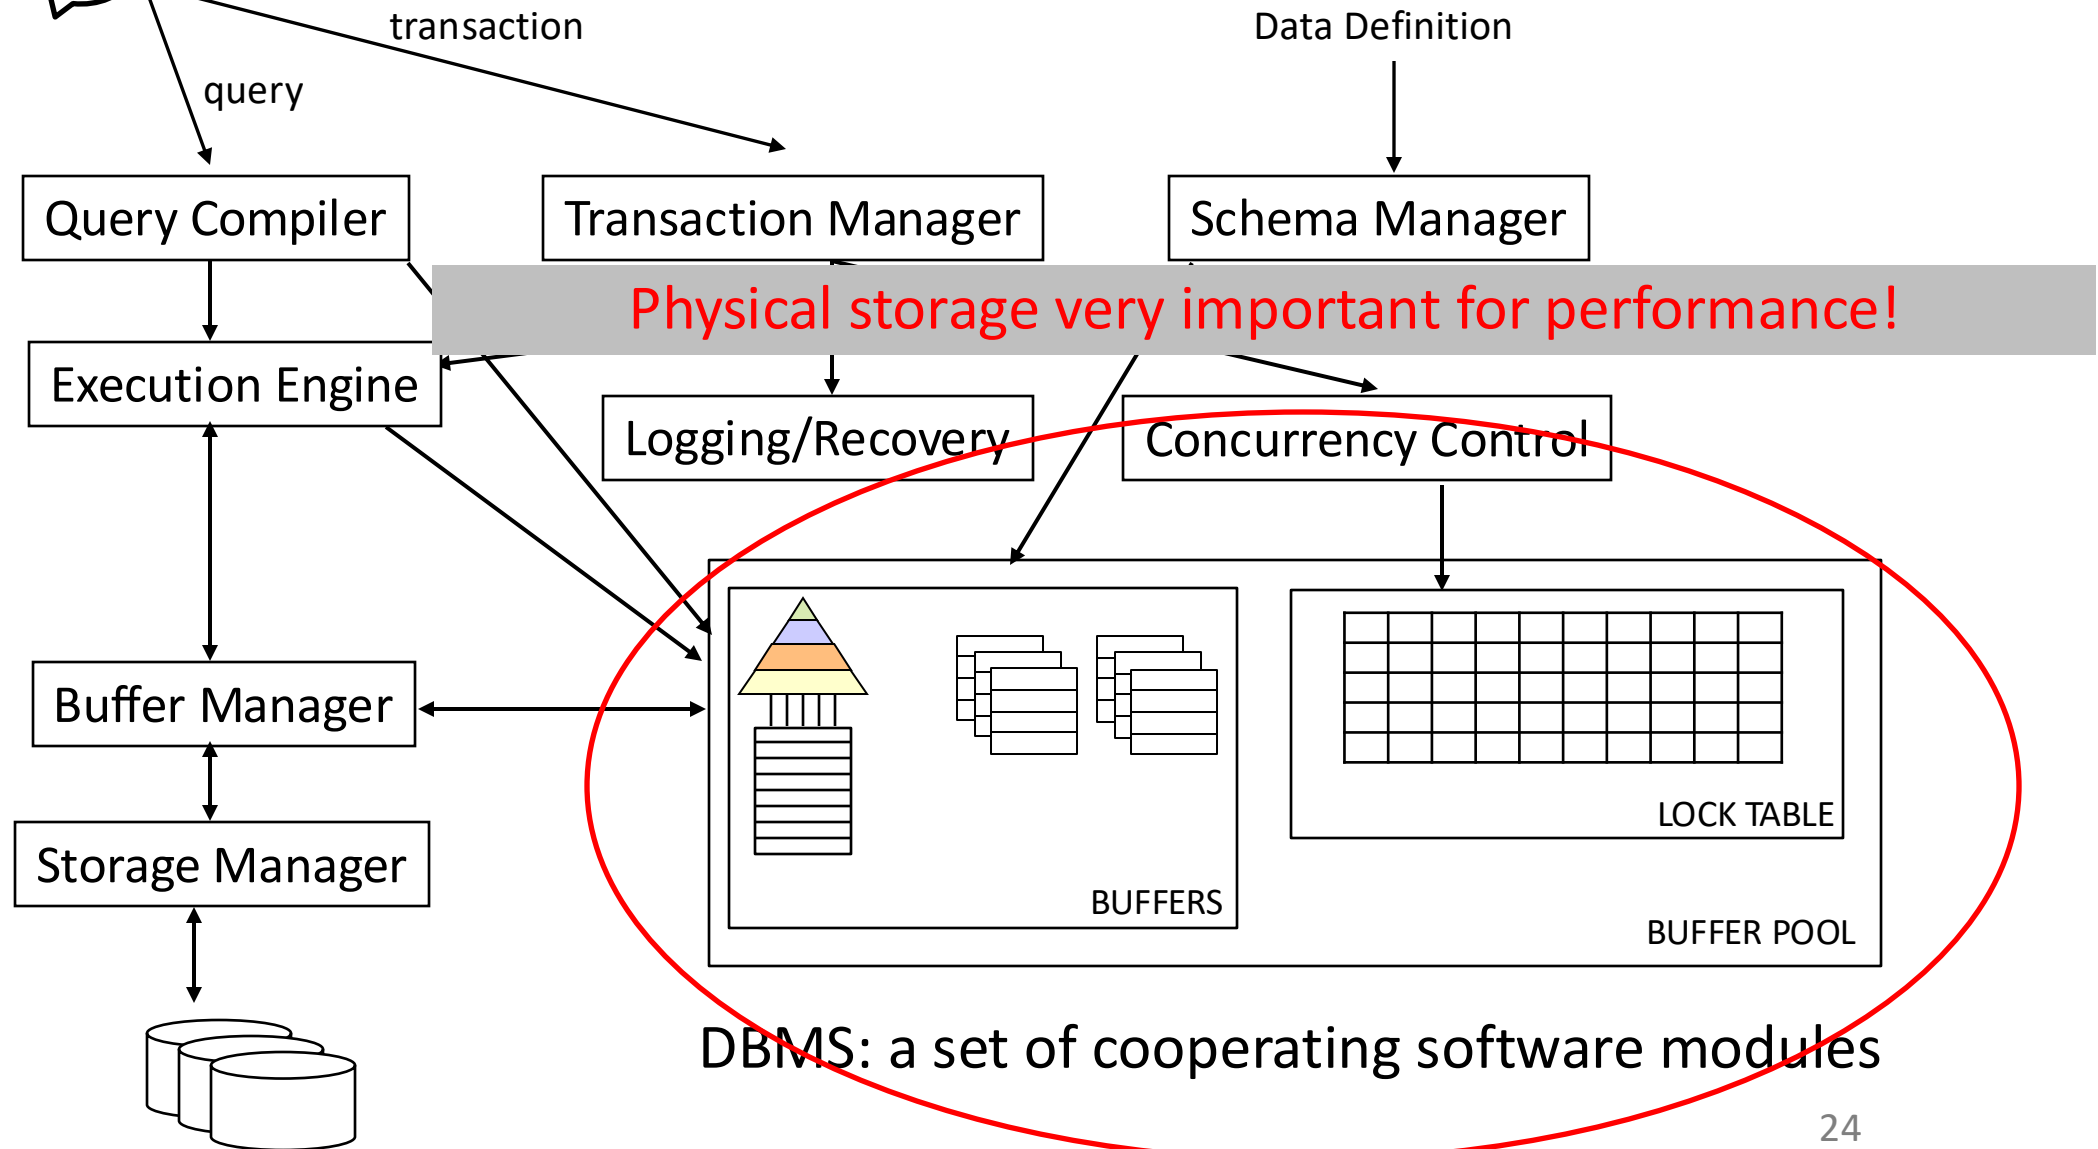 transaction
Data Definition
query
Query Compiler
Transaction Manager
Schema Manager
Physical storage very important for performance!
Execution Engine
Logging/Recovery
Concurrency Control
Buffer Manager
LOCK TABLE
Storage Manager
BUFFERS
BUFFER POOL
DBMS: a set of cooperating software modules
24